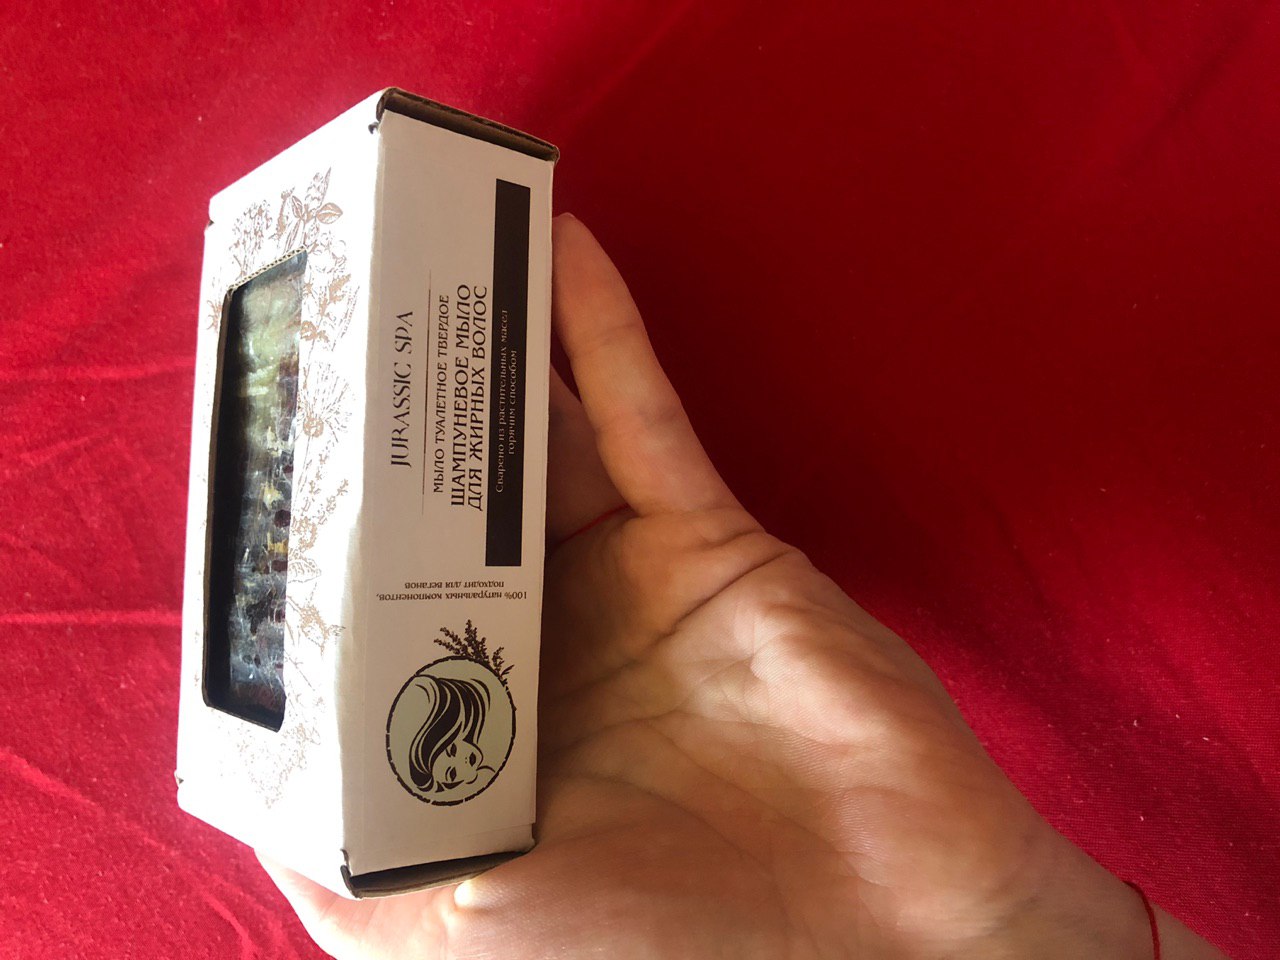 JURASSIC SPA
МЫЛО ТУАЛЕТНОЕ ТВЕРДОЕ
ШАМПУНЕВОЕ МЫЛО
ДЛЯ ЖИРНЫХ ВОЛОС
Сварено из растительных масел
горячим способом
100% натуральных компонентов,
подходит для веганов